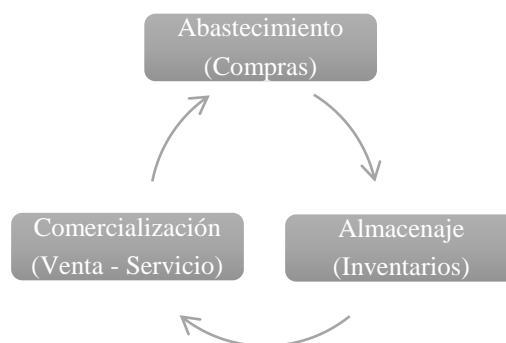 Abastecimiento
(Compras)
Comercialización
(Venta - Servicio)
Almacenaje
(Inventarios)